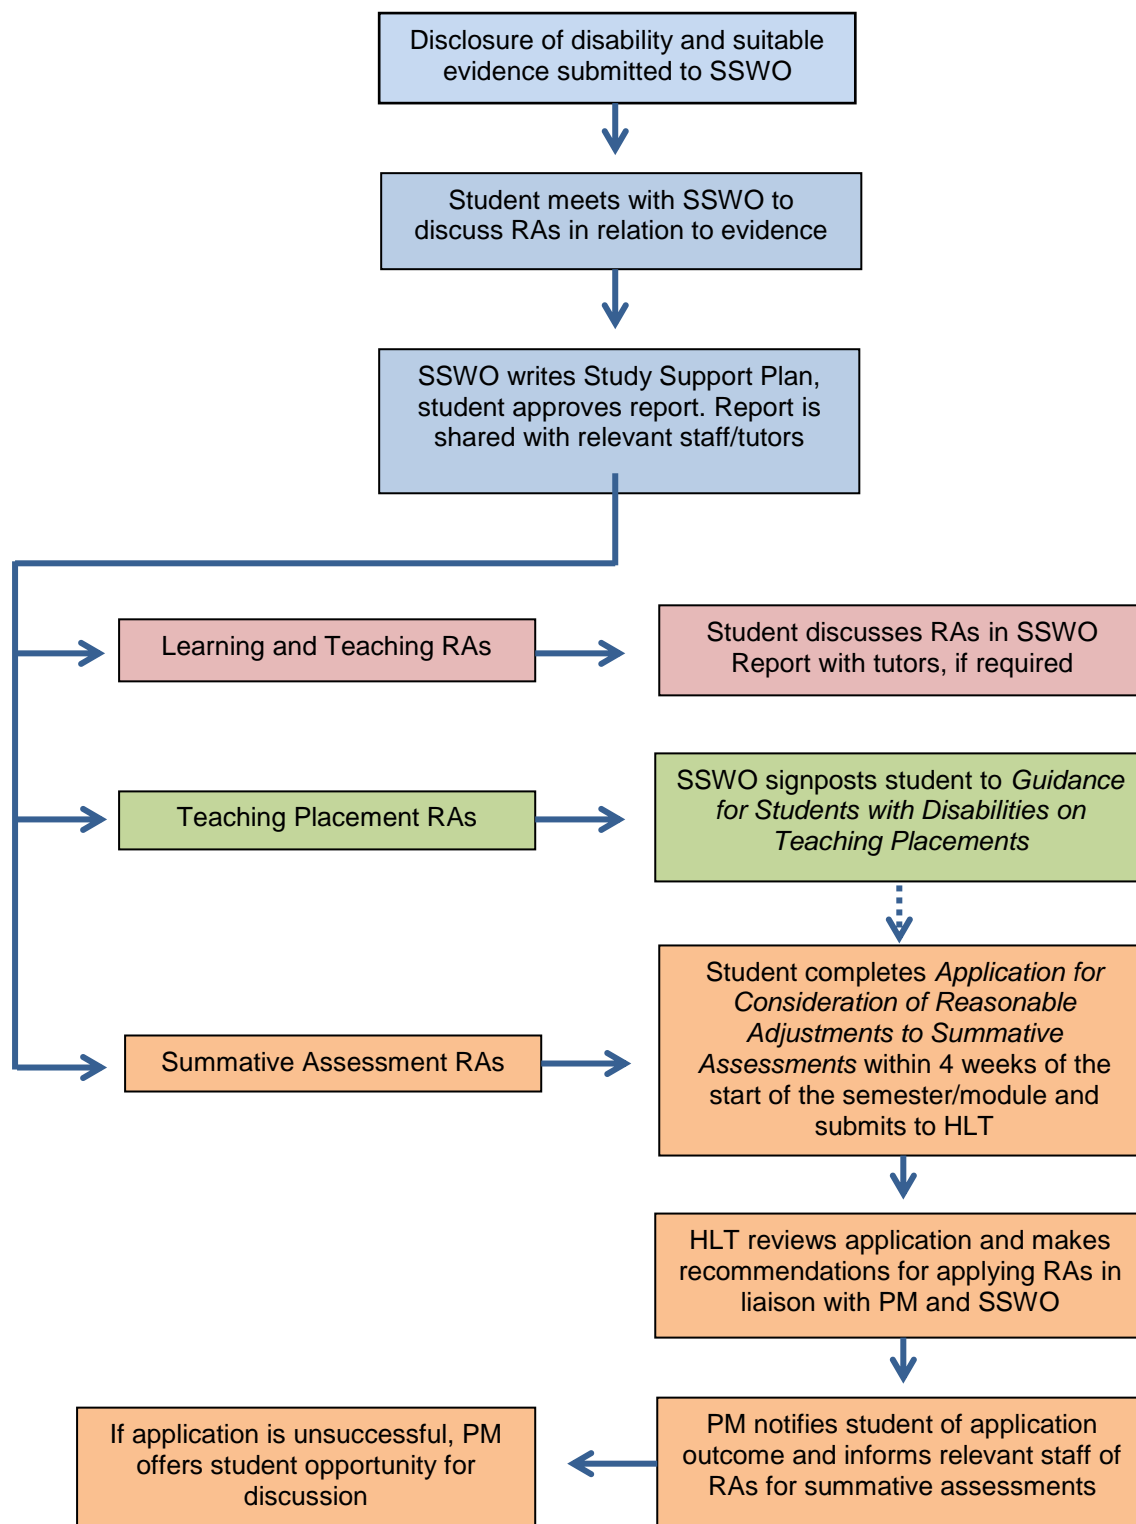 Disclosure of disability and suitable
evidence submitted to SSWO
Student meets with SSWO to
discuss RAs in relation to evidence
SSWO writes Study Support Plan,
student approves report. Report is
shared with relevant staff/tutors
Learning and Teaching RAs
Student discusses RAs in SSWO
Report with tutors, if required
Teaching Placement RAs
SSWO signposts student to Guidance
for Students with Disabilities on
Teaching Placements
Summative Assessment RAs
Student completes Application for
Consideration of Reasonable
Adjustments to Summative
Assessments within 4 weeks of the
start of the semester/module and
submits to HLT
HLT reviews application and makes
recommendations for applying RAs in
liaison with PM and SSWO
PM notifies student of application
outcome and informs relevant staff of
RAs for summative assessments
If application is unsuccessful, PM
offers student opportunity for
discussion